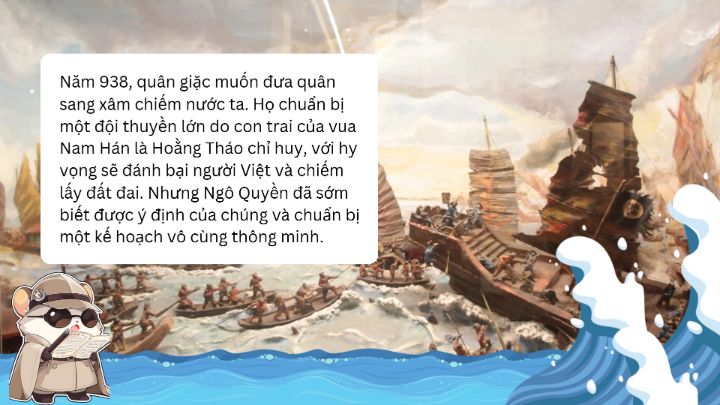 Năm 938, quân giặc muốn đưa quân
sang xâm chiếm nước ta. Họ chuẩn bị
một đội thuyền lớn do con trai của vua
Nam Hán là Hoằng Tháo chỉ huy, với hy
vọng sẽ đánh bại người Việt và chiếm
lấy đất đai. Nhưng Ngô Quyền đã sớm
biết được ý định của chúng và chuẩn bị
một kế hoạch vô cùng thông minh.